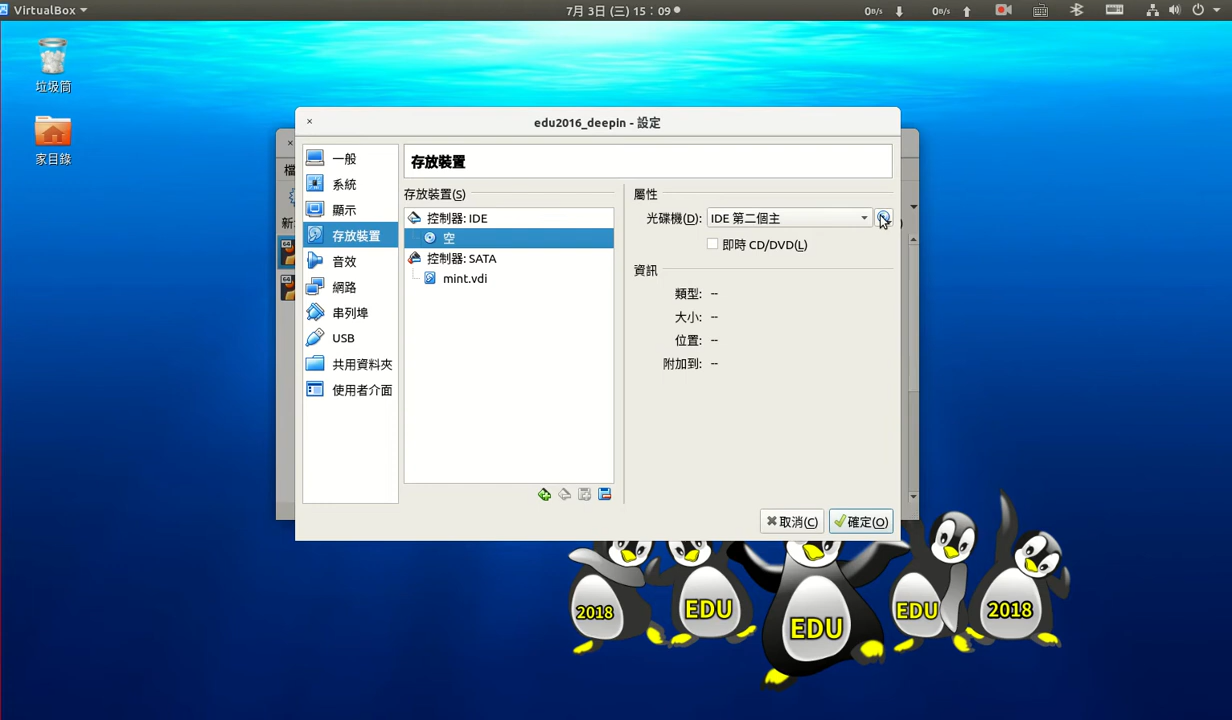 VirtualBox
7月 3日 (三) 15：09
0B/s
0B/s
垃圾筒
家目錄
edu2016_deepin - 設定
一般
系統
顯示
存放裝置
音效
網路
串列埠
USB
共用資料夾
使用者介面
存放裝置
存放裝置(S)
控制器: IDE
空
控制器: SATA
mint.vdi
屬性
光碟機(D): IDE 第二個主
即時 CD/DVD(L)
資訊
類型: --
大小: --
位置: --
附加到: --
取消(C)
確定(O)
檔
新
64
64
2018
EDU
EDU
EDU
2018